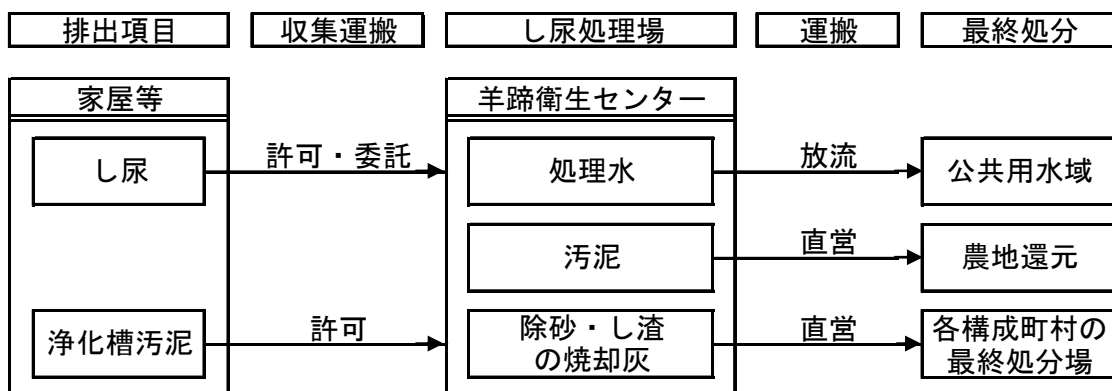 排出項目
収集運搬
し尿処理場
運搬
最終処分
家屋等
羊蹄衛生センター
し尿
許可・委託
処理水
放流
公共用水域
汚泥
直営
農地還元
浄化槽汚泥
許可
除砂・し渣
の焼却灰
直営
各構成町村の
最終処分場